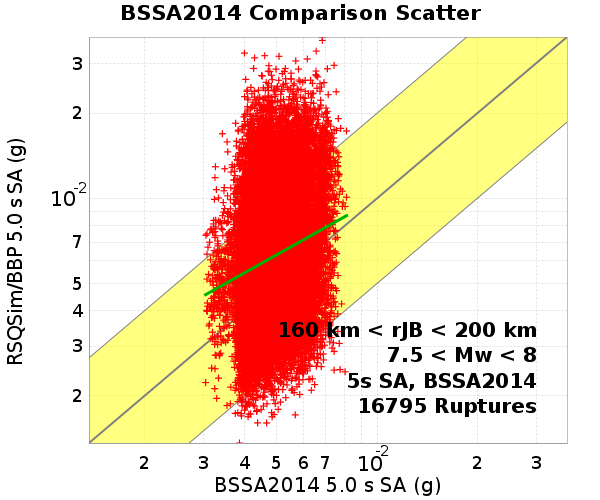 BSSA2014 Comparison Scatter
RSQSim/BBP 5.0 s SA (g)
3
2
10-2
7
5
4
3
2
160 km < rJB < 200 km
7.5 < Mw < 8
5s SA, BSSA2014
16795 Ruptures
2 3 4 5 6 7 10-2 2 3
BSSA2014 5.0 s SA (g)